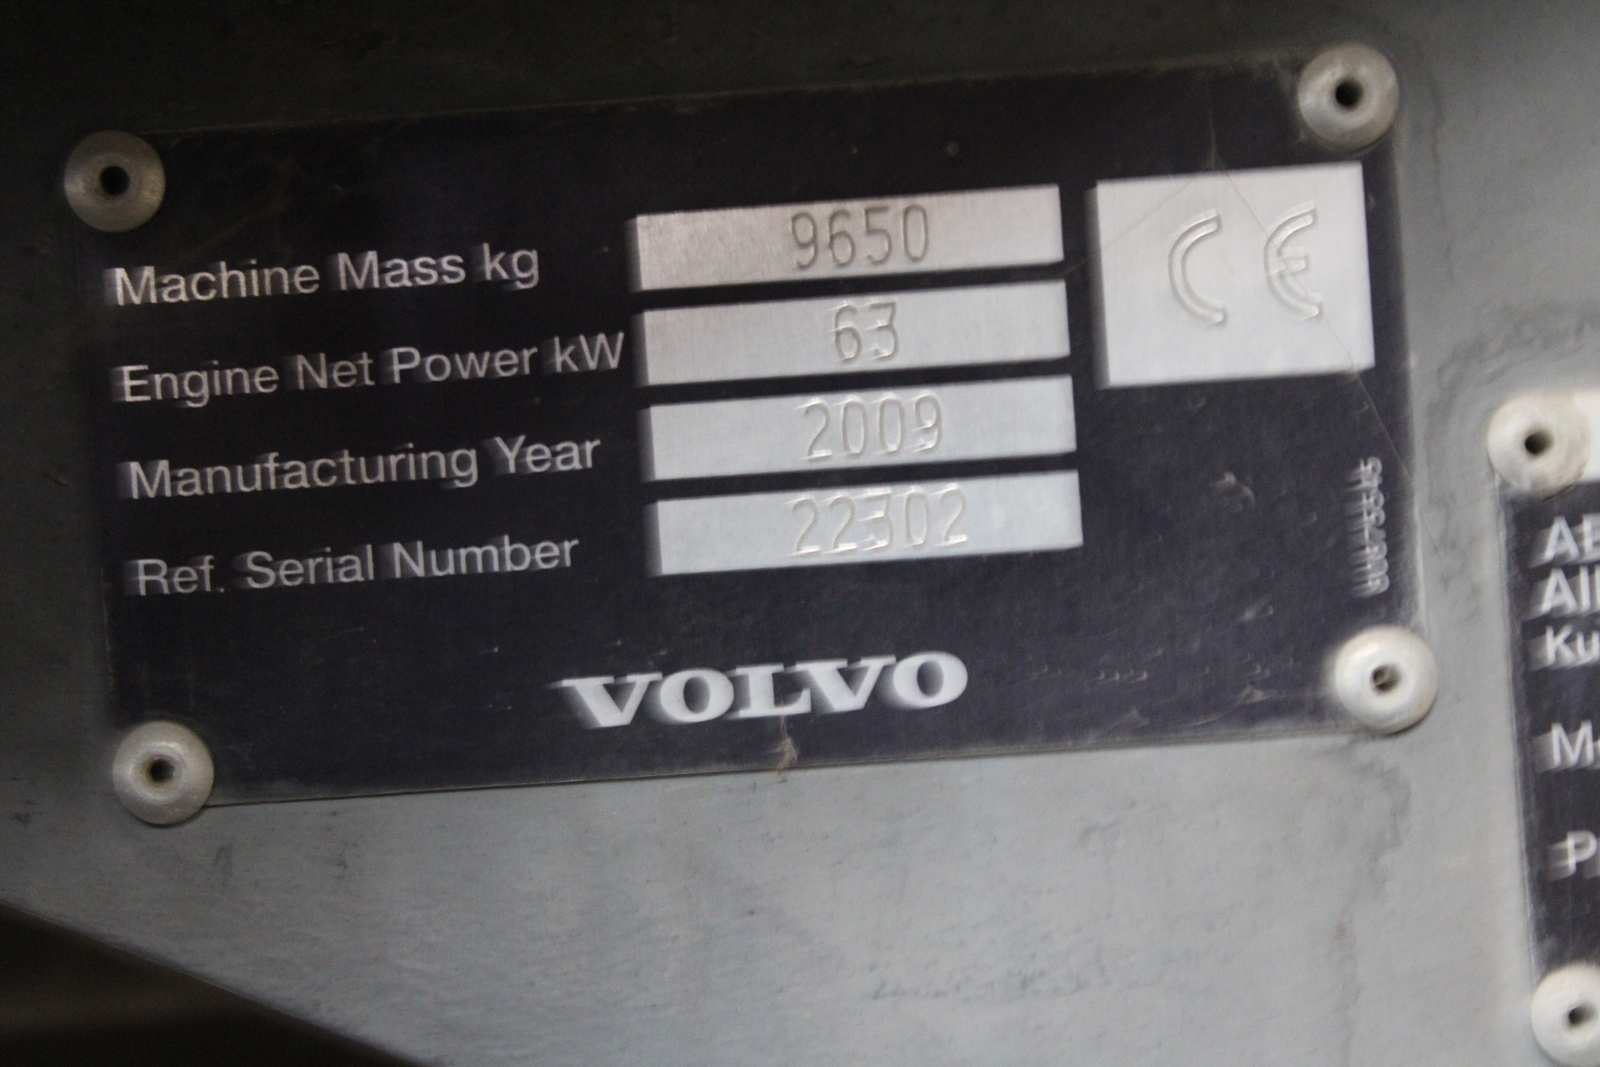 Machine Mass kg 9650
Engine Net Power kW 63
Manufacturing Year 2009
Ref. Serial Number 22302
CE
VOLVO